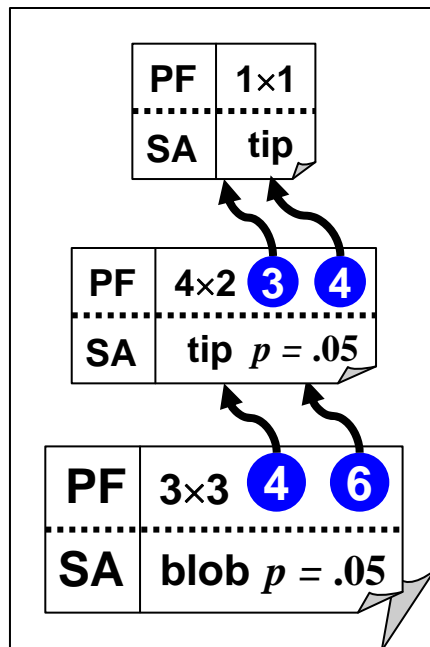 PF 1×1
SA tip
PF 4×2 3 4
SA tip p = .05
PF 3×3 4 6
SA blob p = .05